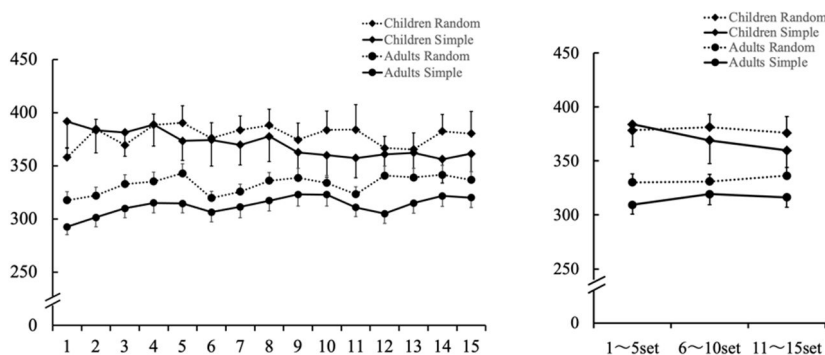 Children Random
Children Simple
Adults Random
Adults Simple
450
400
350
300
250
0
1 2 3 4 5 6 7 8 9 10 11 12 13 14 15
Children Random
Children Simple
Adults Random
Adults Simple
450
400
350
300
250
0
1～5set 6～10set 11～15set